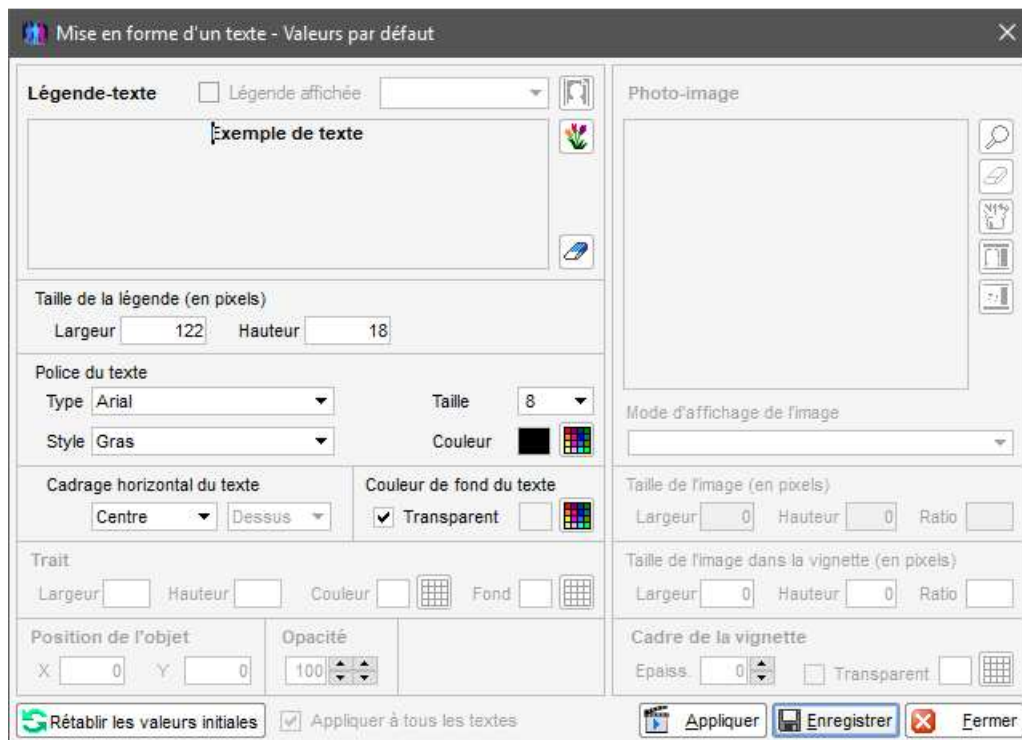 Mise en forme d'un texte - Valeurs par défaut
Légende-texte Légende affichée
Exemple de texte
Taille de la légende (en pixels)
Largeur 122 Hauteur 18
Police du texte
Type Arial Taille 8
Style Gras Couleur
Cadrage horizontal du texte Couleur de fond du texte
Centre Dessus Transparent
Trait
Largeur Hauteur Couleur Fond
Position de l'objet Opacité
X 0 Y 0 100
Photo-image
Mode d'affichage de l'image
Taille de l'image (en pixels)
Largeur 0 Hauteur 0 Ratio
Taille de l'image dans la vignette (en pixels)
Largeur 0 Hauteur 0 Ratio
Cadre de la vignette
Epaiss. 0 Transparent
Rétablir les valeurs initiales Appliquer à tous les textes Appliquer Enregistrer Fermer